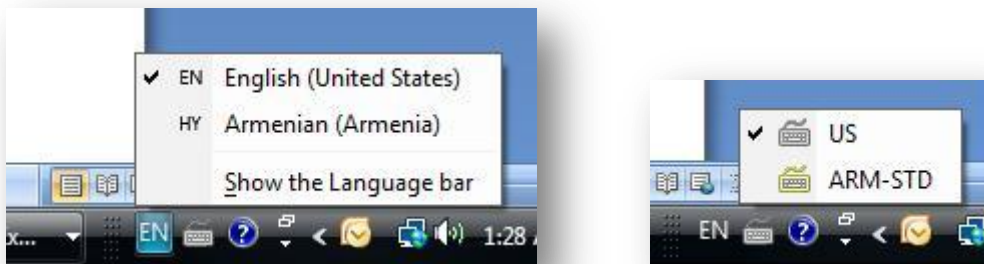 EN English (United States)
HY Armenian (Armenia)
Show the Language bar
x... EN 1:28
US
ARM-STD
EN